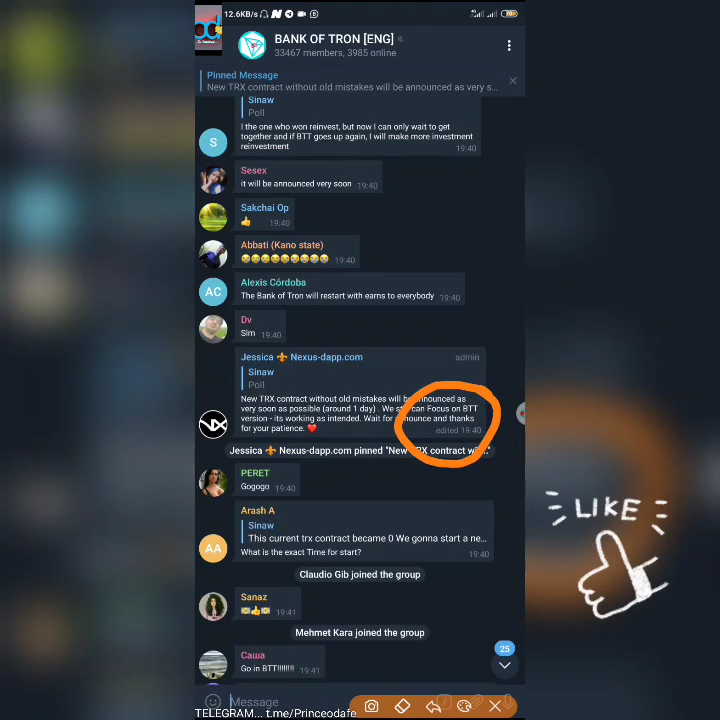 12.6KB/s
BANK OF TRON [ENG]
33467 members, 3985 online
Pinned Message
New TRX contract without old mistakes will be announced as very s...
Sinaw
Poll
I the one who won reinvest, but now I can only wait to get
together and if BTT goes up again, I will make more investment
reinvestment
19:40
S
Sesex
it will be announced very soon 19:40
Sakchai Op
19:40
Abbati (Kano state)
19:40
AC
Alexis Córdoba
The Bank of Tron will restart with earns to everybody 19:40
Dv
Sim 19:40
Jessica ⚜ Nexus-dapp.com admin
Sinaw
Poll
New TRX contract without old mistakes will be announced as
very soon as possible (around 1 day) . We still can Focus on BTT
version - its working as intended. Wait for announce and thanks
for your patience. ❤
edited 19:40
Jessica ⚜ Nexus-dapp.com pinned "New TRX contract wi..."
PERET
Gogogo 19:40
Arash A
Sinaw
This current trx contract became 0 We gonna start a ne...
What is the exact Time for start? 19:40
AA
Claudio Gib joined the group
Sanaz
19:41
Mehmet Kara joined the group
25
Саша
Go in BTT!!!!!!!! 19:41
Message
TELEGRAM... t.me/Princeodafe
LIKE